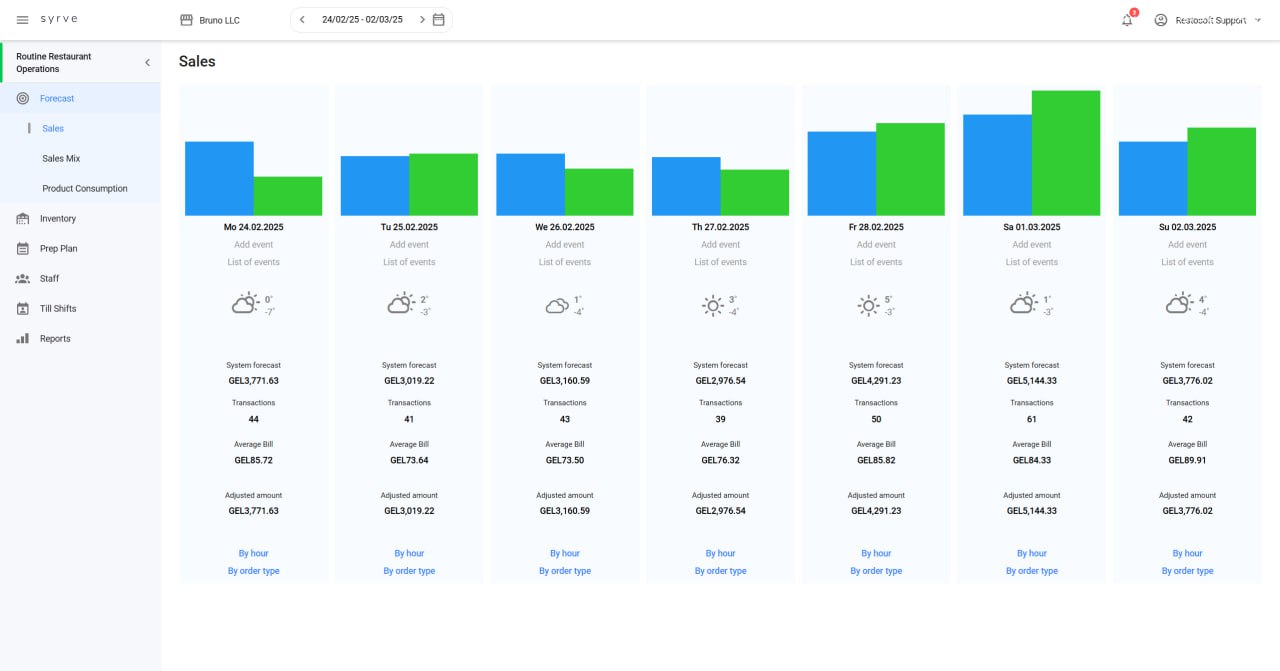 syrve
Bruno LLC
24/02/25 - 02/03/25
3
Restosoft Support
Routine Restaurant
Operations
Forecast
Sales
Sales Mix
Product Consumption
Inventory
Prep Plan
Staff
Till Shifts
Reports
Sales
Mo 24.02.2025
Add event
List of events
0°
-7°
System forecast
GEL3,771.63
Transactions
44
Average Bill
GEL85.72
Adjusted amount
GEL3,771.63
By hour
By order type
Tu 25.02.2025
Add event
List of events
2°
-3°
System forecast
GEL3,019.22
Transactions
41
Average Bill
GEL73.64
Adjusted amount
GEL3,019.22
By hour
By order type
We 26.02.2025
Add event
List of events
1°
-4°
System forecast
GEL3,160.59
Transactions
43
Average Bill
GEL73.50
Adjusted amount
GEL3,160.59
By hour
By order type
Th 27.02.2025
Add event
List of events
3°
-4°
System forecast
GEL2,976.54
Transactions
39
Average Bill
GEL76.32
Adjusted amount
GEL2,976.54
By hour
By order type
Fr 28.02.2025
Add event
List of events
5°
-3°
System forecast
GEL4,291.23
Transactions
50
Average Bill
GEL85.82
Adjusted amount
GEL4,291.23
By hour
By order type
Sa 01.03.2025
Add event
List of events
1°
-3°
System forecast
GEL5,144.33
Transactions
61
Average Bill
GEL84.33
Adjusted amount
GEL5,144.33
By hour
By order type
Su 02.03.2025
Add event
List of events
4°
-4°
System forecast
GEL3,776.02
Transactions
42
Average Bill
GEL89.91
Adjusted amount
GEL3,776.02
By hour
By order type